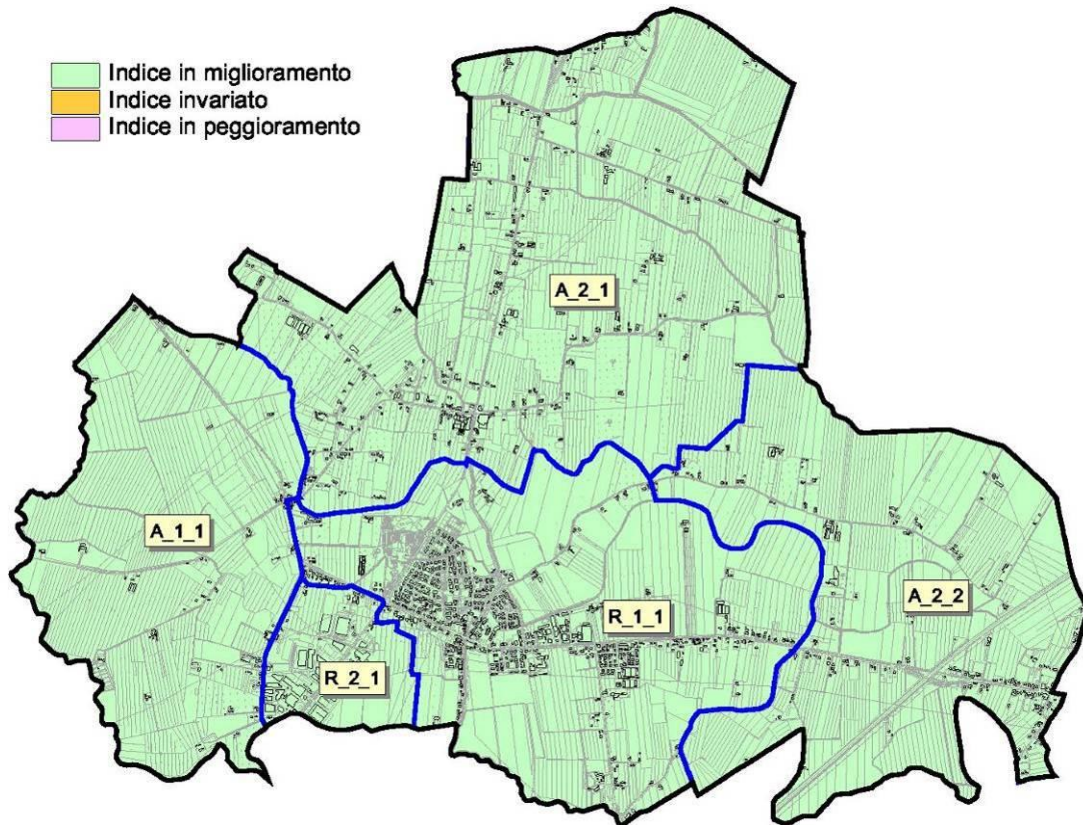 Indice in miglioramento
Indice invariato
Indice in peggioramento
A_2_1
A_1_1
A_2_2
R_1_1
R_2_1